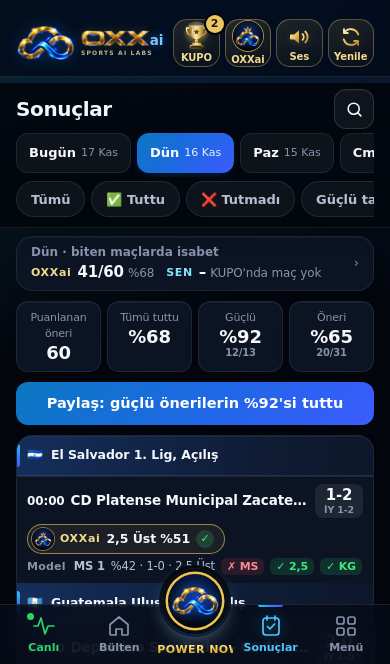 OXX ai
SPORTS AI LABS
2
KUPO
OXXai
Ses
Yenile
Sonuçlar
Bugün 17 Kas
Dün 16 Kas
Paz 15 Kas
Cm
Tümü
✅ Tuttu
❌ Tutmadı
Güçlü ta
Dün · biten maçlarda isabet
OXXai 41/60 %68 SEN – KUPO'nda maç yok ›
Puanlanan öneri
60
Tümü tuttu
%68
Güçlü
%92
12/13
Öneri
%65
20/31
Paylaş: güçlü önerilerin %92'si tuttu
El Salvador 1. Lig, Açılış
00:00 CD Platense Municipal Zacate… 1-2
İY 1-2
OXXai 2,5 Üst %51 ✓
Model MS 1 %42 · 1-0 · 2,5 Üst ✗ MS ✓ 2,5 ✓ KG
Guatemala
Canlı
Bülten
POWER NOW
Sonuçlar
Menü